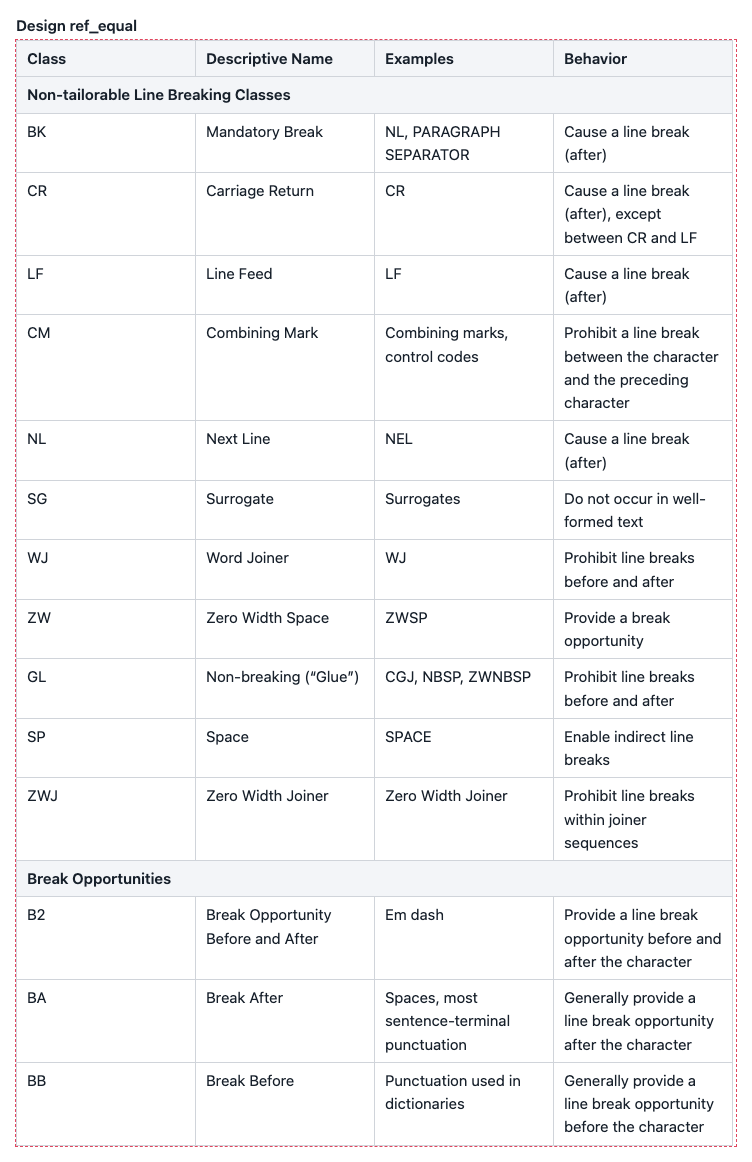 Design ref_equal
Class Descriptive Name Examples Behavior
Non-tailorable Line Breaking Classes
BK Mandatory Break NL, PARAGRAPH Cause a line break
SEPARATOR (after)
CR Carriage Return CR Cause a line break
(after), except
between CR and LF
LF Line Feed LF Cause a line break
(after)
CM Combining Mark Combining marks, Prohibit a line break
control codes between the character
and the preceding
character
NL Next Line NEL Cause a line break
(after)
SG Surrogate Surrogates Do not occur in well-
formed text
WJ Word Joiner WJ Prohibit line breaks
before and after
ZW Zero Width Space ZWSP Provide a break
opportunity
GL Non-breaking (“Glue”) CGJ, NBSP, ZWNBSP Prohibit line breaks
before and after
SP Space SPACE Enable indirect line
breaks
ZWJ Zero Width Joiner Zero Width Joiner Prohibit line breaks
within joiner
sequences
Break Opportunities
B2 Break Opportunity Em dash Provide a line break
Before and After opportunity before and
after the character
BA Break After Spaces, most Generally provide a
sentence-terminal line break opportunity
punctuation after the character
BB Break Before Punctuation used in Generally provide a
dictionaries line break opportunity
before the character